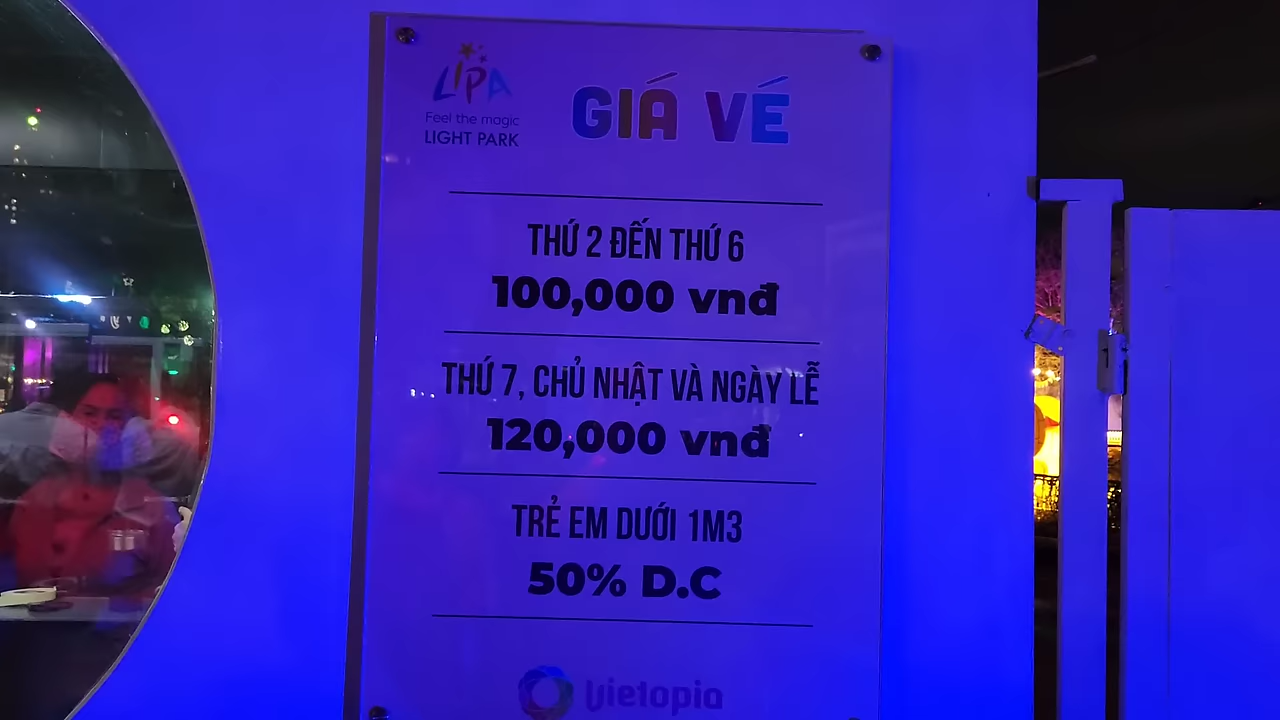 LIPA
Feel the magic
LIGHT PARK
GIÁ VÉ
THỨ 2 ĐẾN THỨ 6
100,000 vnđ
THỨ 7, CHỦ NHẬT VÀ NGÀY LỄ
120,000 vnđ
TRẺ EM DƯỚI 1M3
50% D.C
Vietopia